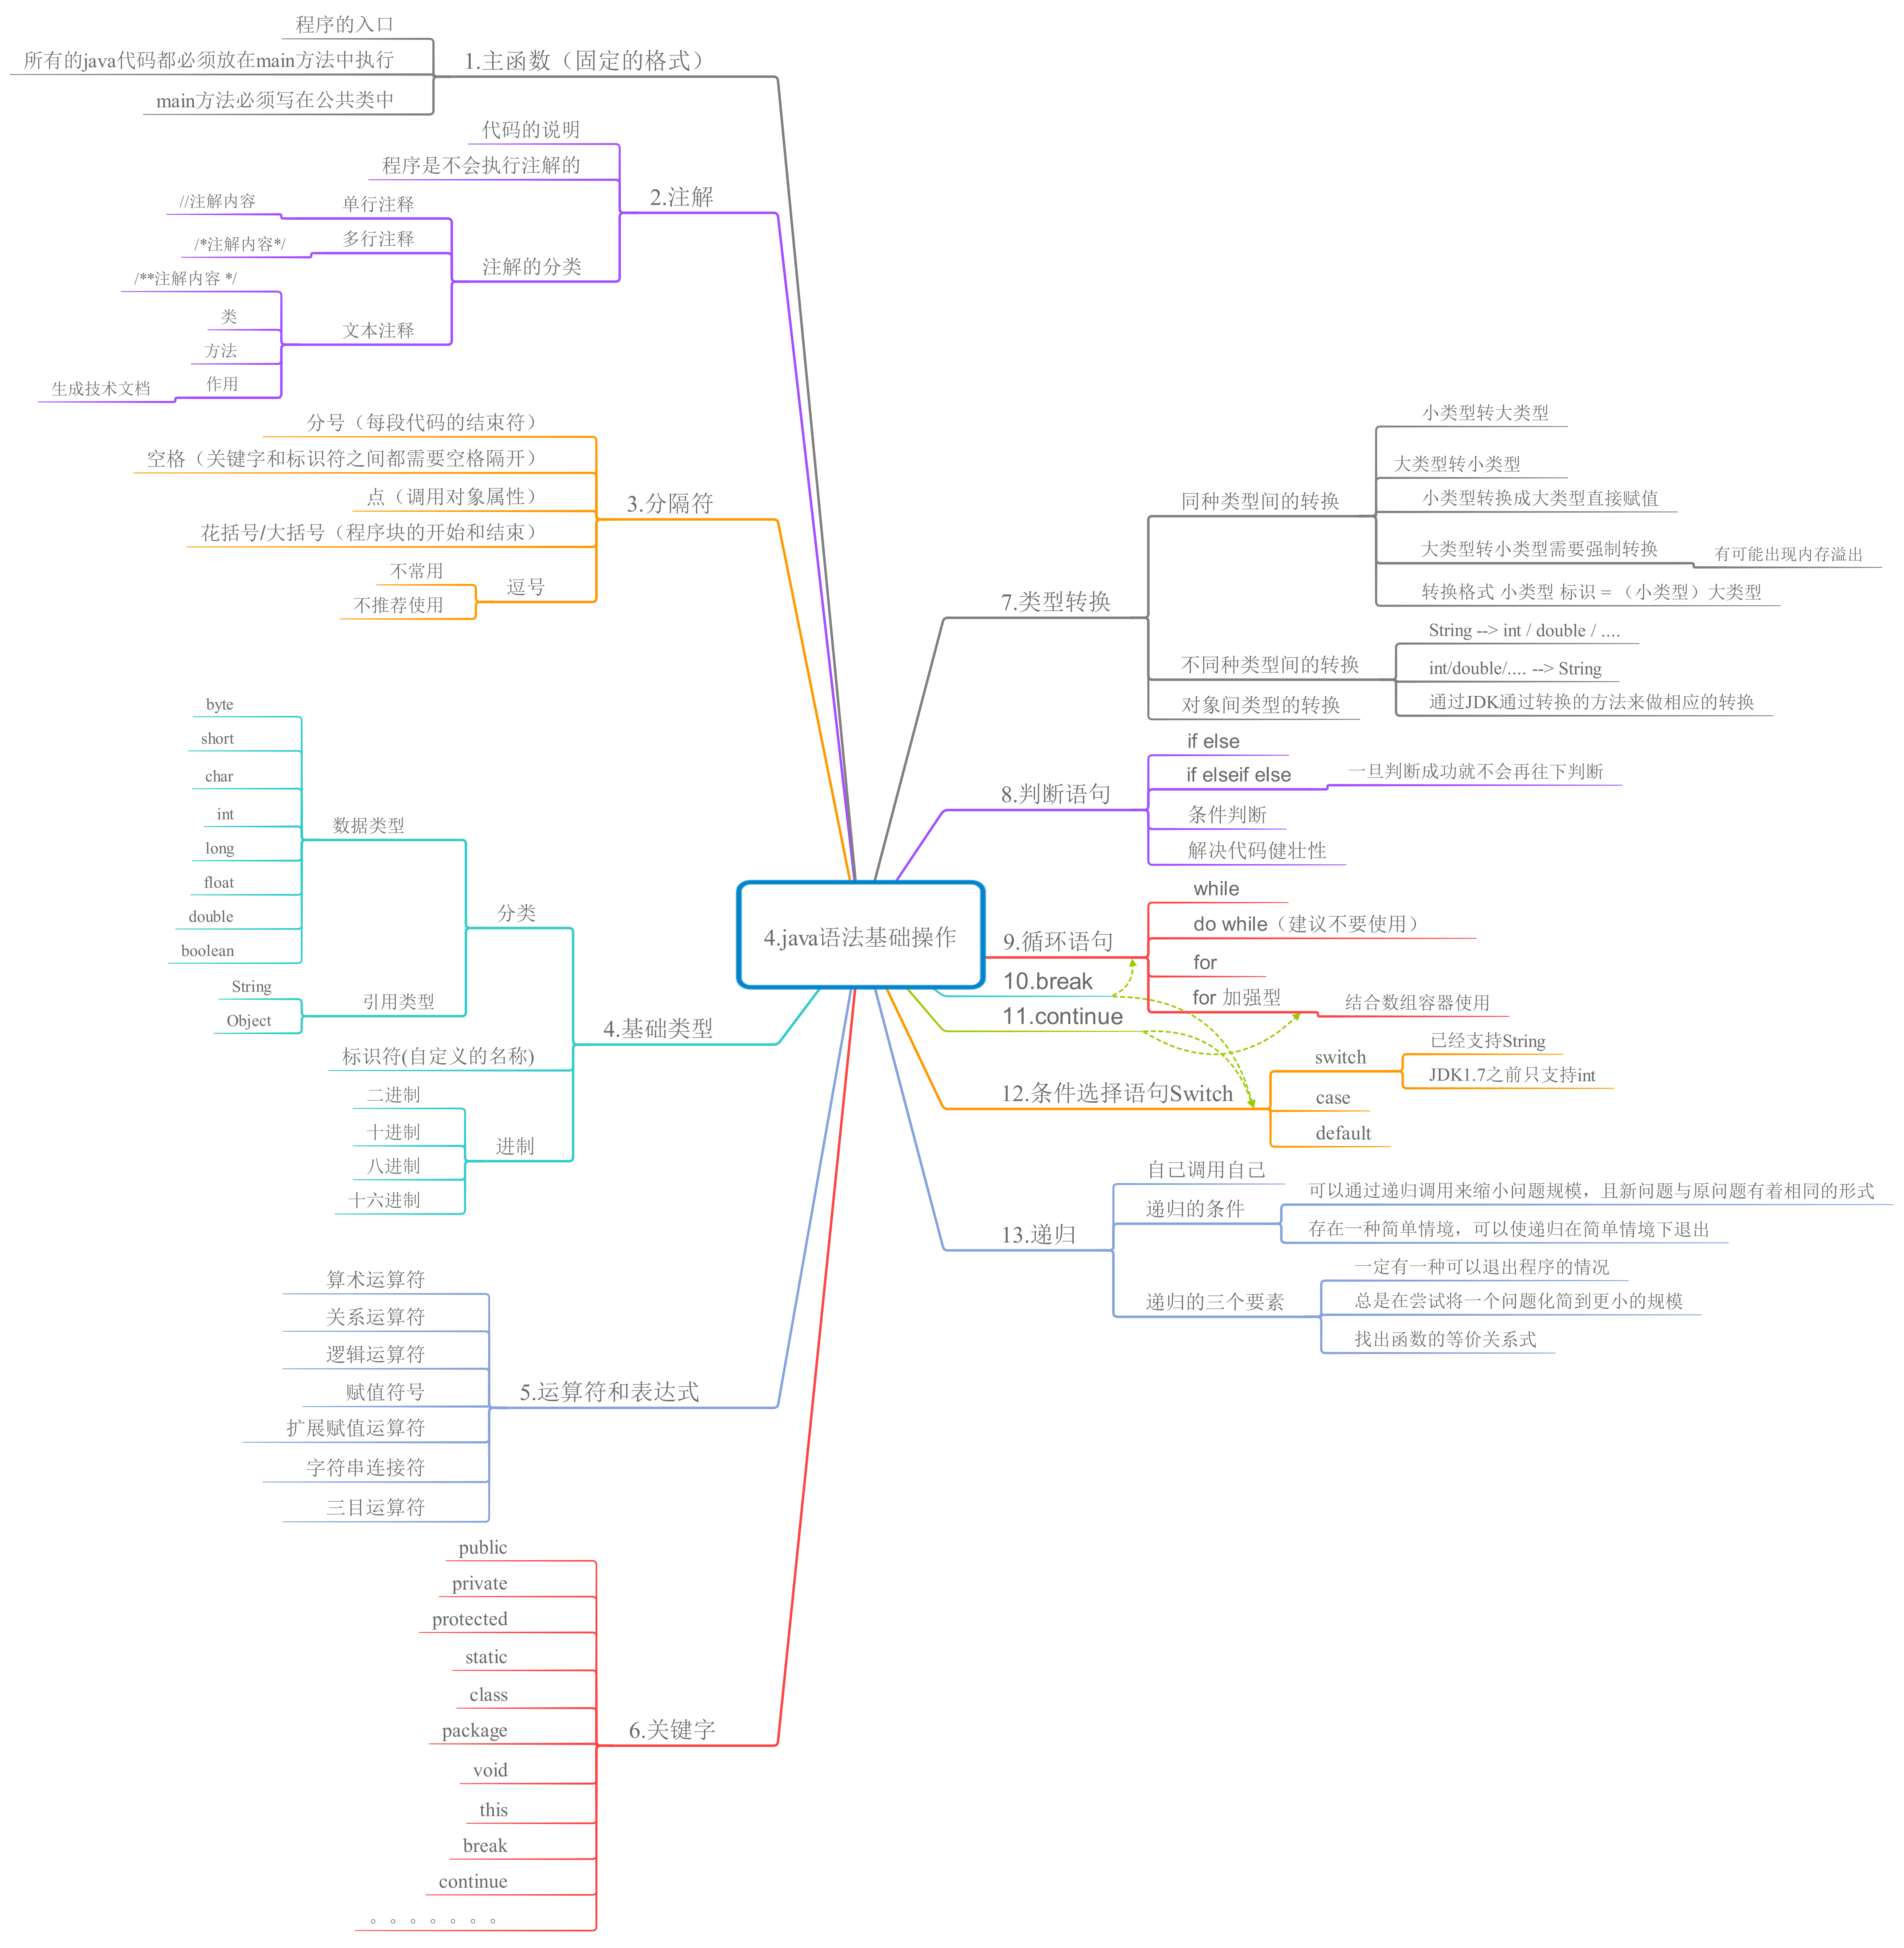 4.java语法基础操作
1.主函数（固定的格式）
程序的入口
所有的java代码都必须放在main方法中执行
main方法必须写在公共类中
2.注解
代码的说明
程序是不会执行注解的
注解的分类
单行注释
//注解内容
多行注释
/*注解内容*/
文本注释
/**注解内容 */
类
方法
作用
生成技术文档
3.分隔符
分号（每段代码的结束符）
空格（关键字和标识符之间都需要空格隔开）
点（调用对象属性）
花括号/大括号（程序块的开始和结束）
逗号
不常用
不推荐使用
4.基础类型
分类
数据类型
byte
short
char
int
long
float
double
boolean
引用类型
String
Object
标识符(自定义的名称)
进制
二进制
十进制
八进制
十六进制
5.运算符和表达式
算术运算符
关系运算符
逻辑运算符
赋值符号
扩展赋值运算符
字符串连接符
三目运算符
6.关键字
public
private
protected
static
class
package
void
this
break
continue
。。。。。。。
7.类型转换
同种类型间的转换
小类型转大类型
大类型转小类型
小类型转换成大类型直接赋值
大类型转小类型需要强制转换
有可能出现内存溢出
转换格式 小类型 标识 = （小类型）大类型
不同种类型间的转换
String --> int / double / ....
int/double/.... --> String
通过JDK通过转换的方法来做相应的转换
对象间类型的转换
8.判断语句
if else
if elseif else
一旦判断成功就不会再往下判断
条件判断
解决代码健壮性
9.循环语句
while
do while（建议不要使用）
for
for 加强型
结合数组容器使用
10.break
11.continue
12.条件选择语句Switch
switch
已经支持String
JDK1.7之前只支持int
case
default
13.递归
自己调用自己
递归的条件
可以通过递归调用来缩小问题规模，且新问题与原问题有着相同的形式
存在一种简单情境，可以使递归在简单情境下退出
递归的三个要素
一定有一种可以退出程序的情况
总是在尝试将一个问题化简到更小的规模
找出函数的等价关系式